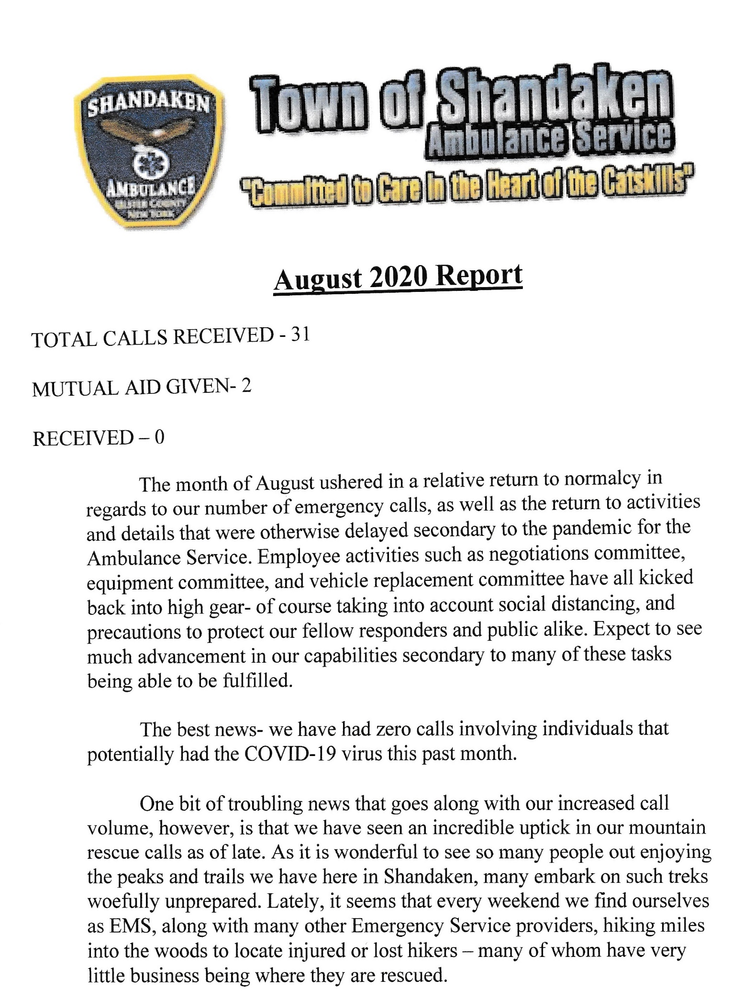 SHANDAKEN
AMBULANCE
ULSTER COUNTY
NEW YORK
Town of Shandaken
Ambulance Service
"Committed to Care In the Heart of the Catskills"
August 2020 Report
TOTAL CALLS RECEIVED - 31
MUTUAL AID GIVEN- 2
RECEIVED – 0
The month of August ushered in a relative return to normalcy in
regards to our number of emergency calls, as well as the return to activities
and details that were otherwise delayed secondary to the pandemic for the
Ambulance Service. Employee activities such as negotiations committee,
equipment committee, and vehicle replacement committee have all kicked
back into high gear- of course taking into account social distancing, and
precautions to protect our fellow responders and public alike. Expect to see
much advancement in our capabilities secondary to many of these tasks
being able to be fulfilled.
The best news- we have had zero calls involving individuals that
potentially had the COVID-19 virus this past month.
One bit of troubling news that goes along with our increased call
volume, however, is that we have seen an incredible uptick in our mountain
rescue calls as of late. As it is wonderful to see so many people out enjoying
the peaks and trails we have here in Shandaken, many embark on such treks
woefully unprepared. Lately, it seems that every weekend we find ourselves
as EMS, along with many other Emergency Service providers, hiking miles
into the woods to locate injured or lost hikers – many of whom have very
little business being where they are rescued.